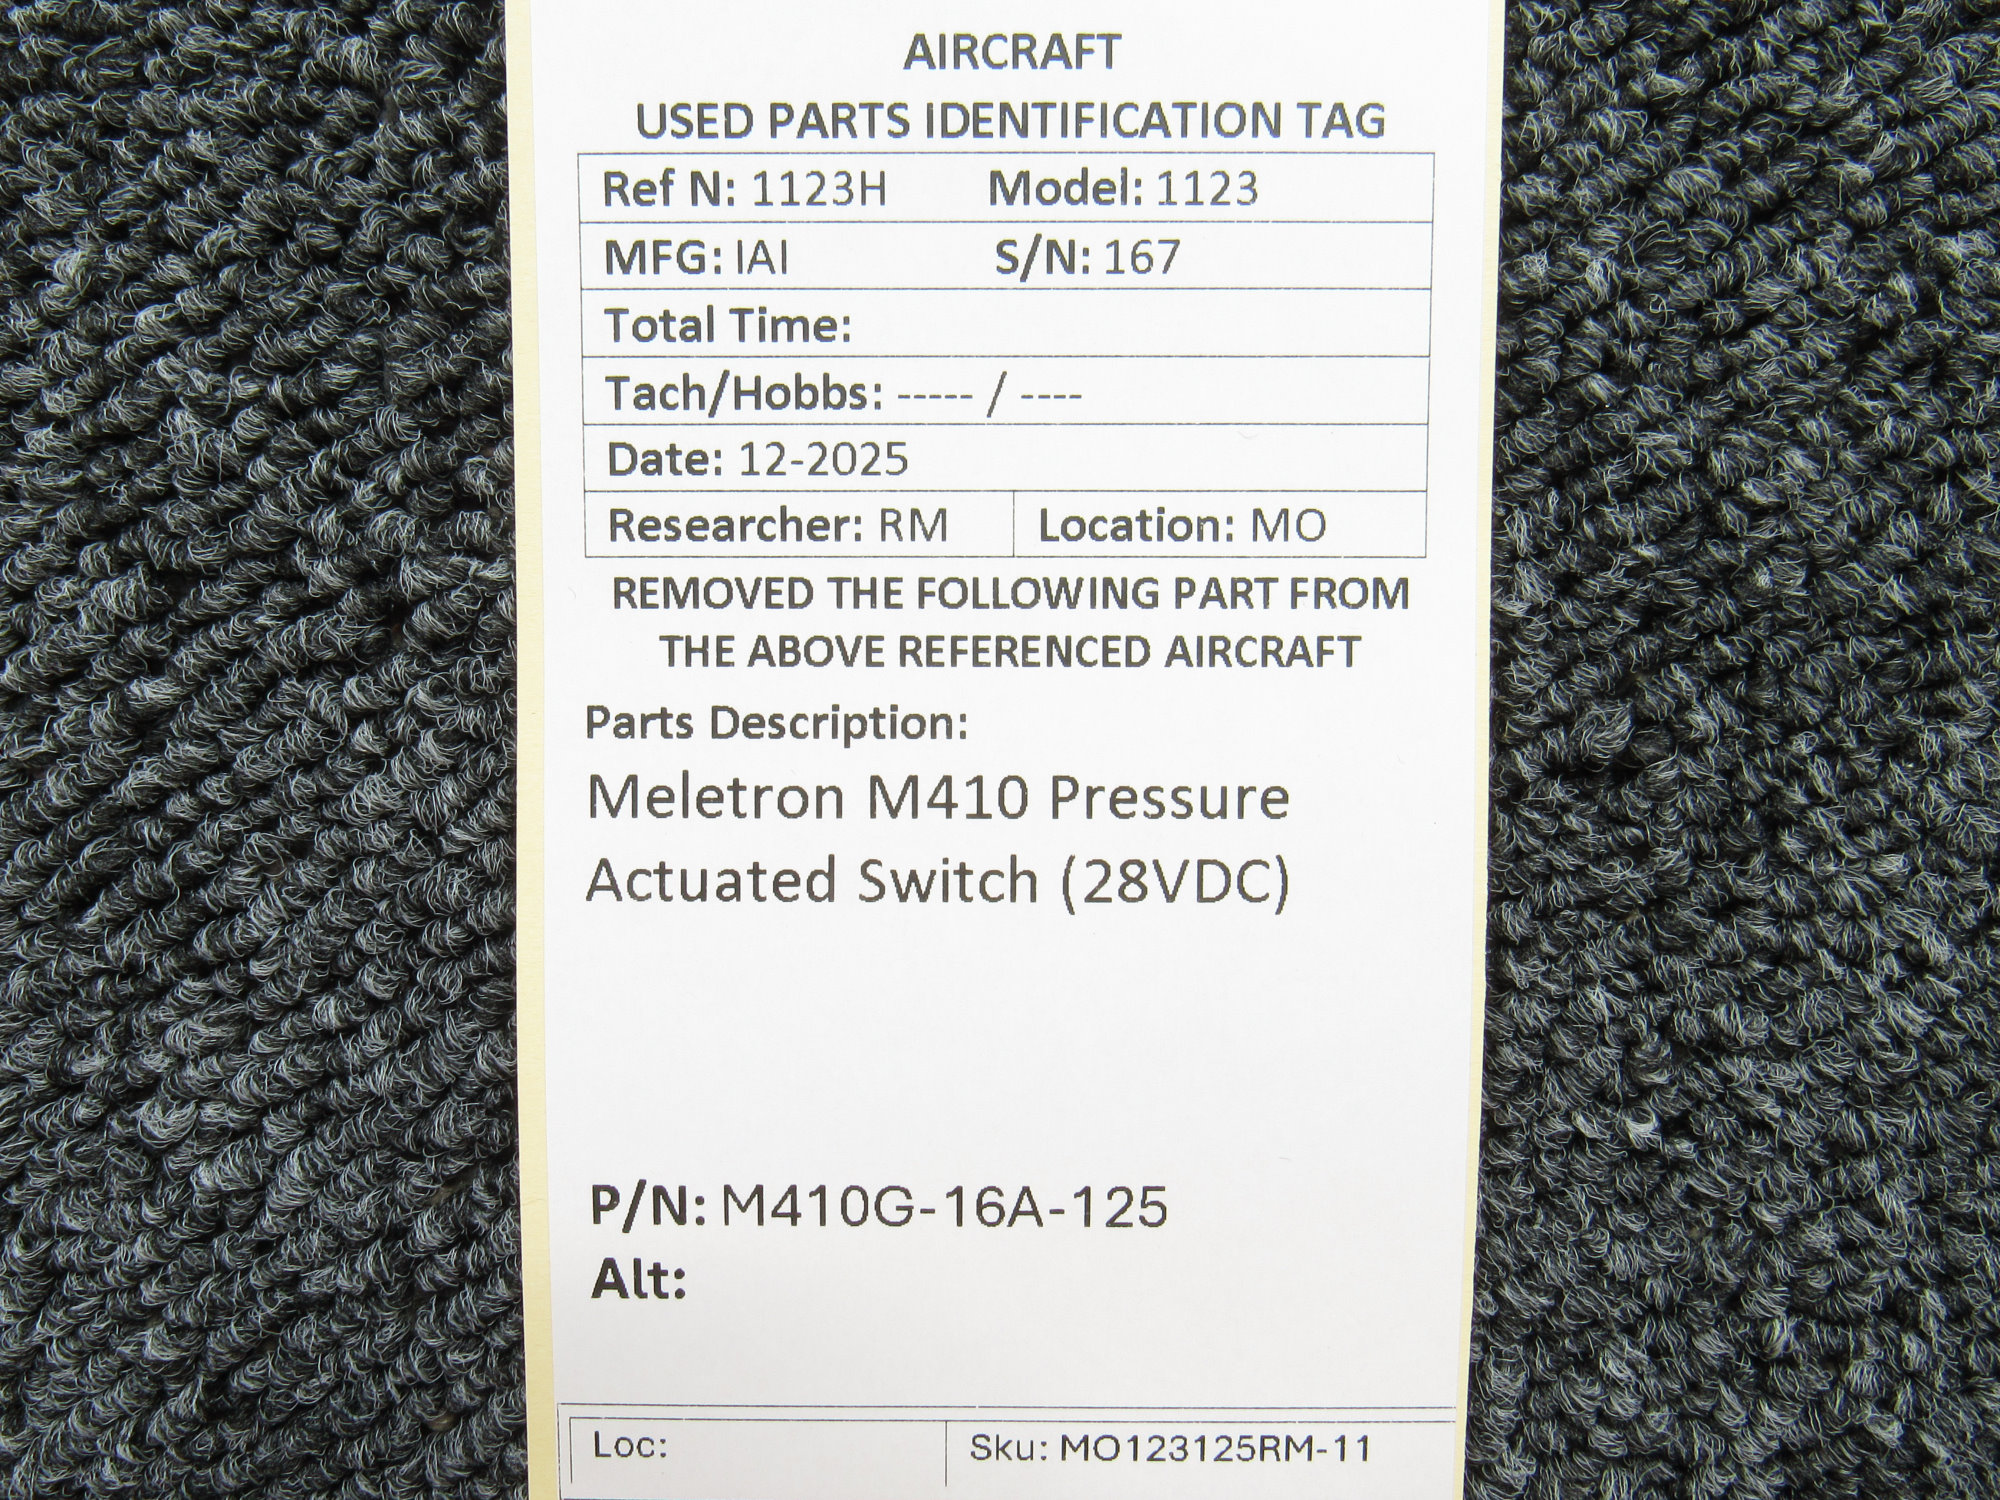 AIRCRAFT
USED PARTS IDENTIFICATION TAG
Ref N: 1123H Model: 1123
MFG: IAI S/N: 167
Total Time:
Tach/Hobbs: ----- / ----
Date: 12-2025
Researcher: RM Location: MO
REMOVED THE FOLLOWING PART FROM
THE ABOVE REFERENCED AIRCRAFT
Parts Description:
Meletron M410 Pressure
Actuated Switch (28VDC)
P/N: M410G-16A-125
Alt:
Loc: Sku: MO123125RM-11